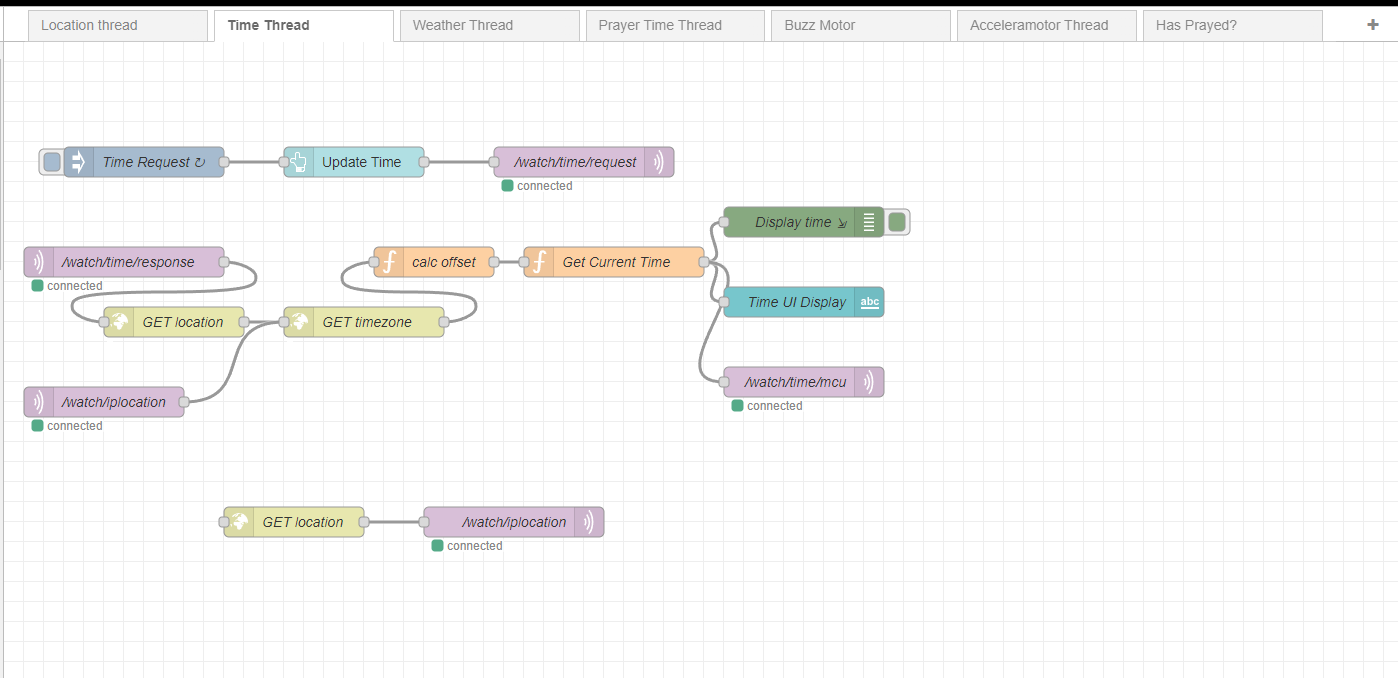 Location thread
Time Thread
Weather Thread
Prayer Time Thread
Buzz Motor
Acceleramotor Thread
Has Prayed?
+
Time Request ↻
Update Time
/watch/time/request
connected
Display time ⇲
/watch/time/response
connected
calc offset
Get Current Time
Time UI Display
abc
GET location
GET timezone
/watch/time/mcu
connected
/watch/iplocation
connected
GET location
/watch/iplocation
connected